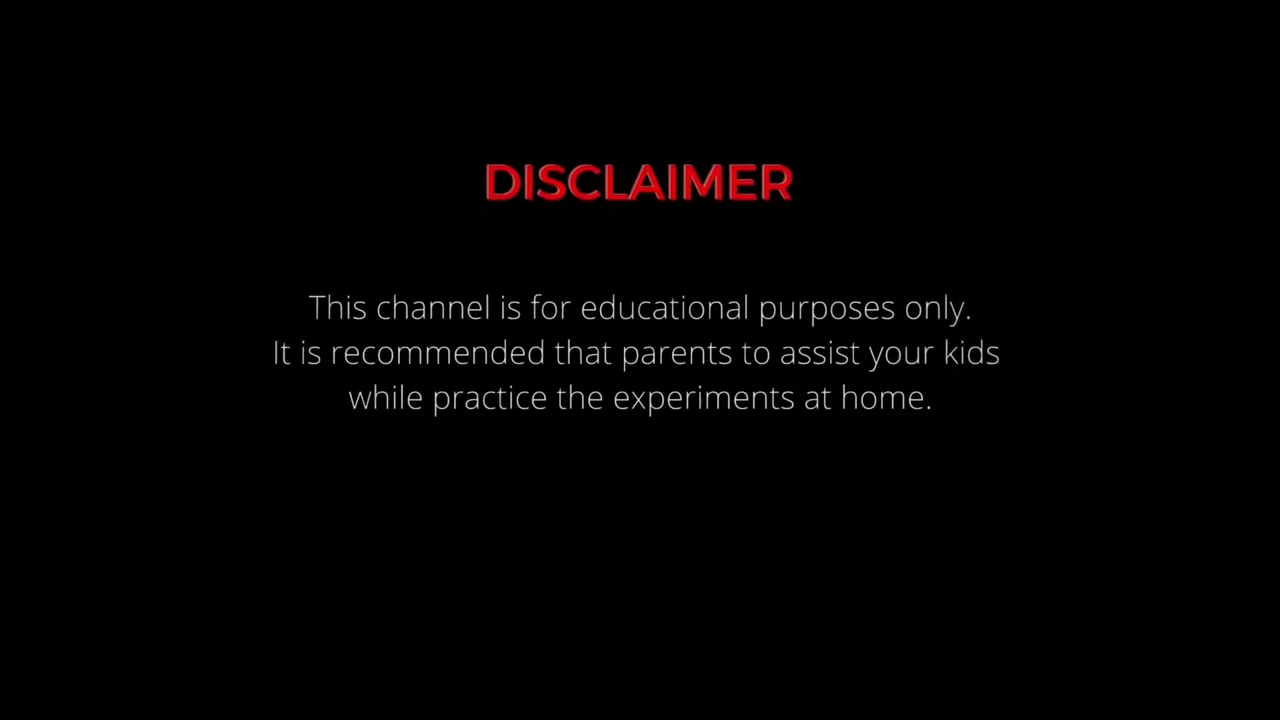 DISCLAIMER
This channel is for educational purposes only.
It is recommended that parents to assist your kids
while practice the experiments at home.